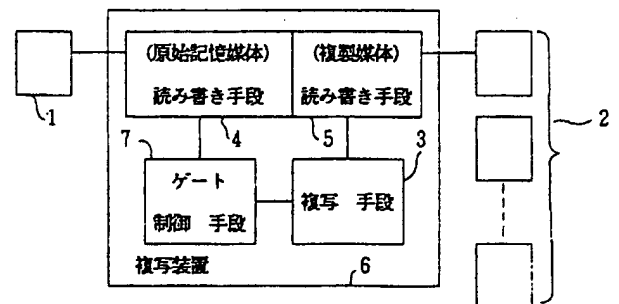 (原始記憶媒体)
読み書き手段
(複製媒体)
読み書き手段
1
2
7
4
5
3
ゲート
制御 手段
複写 手段
複写装置
6